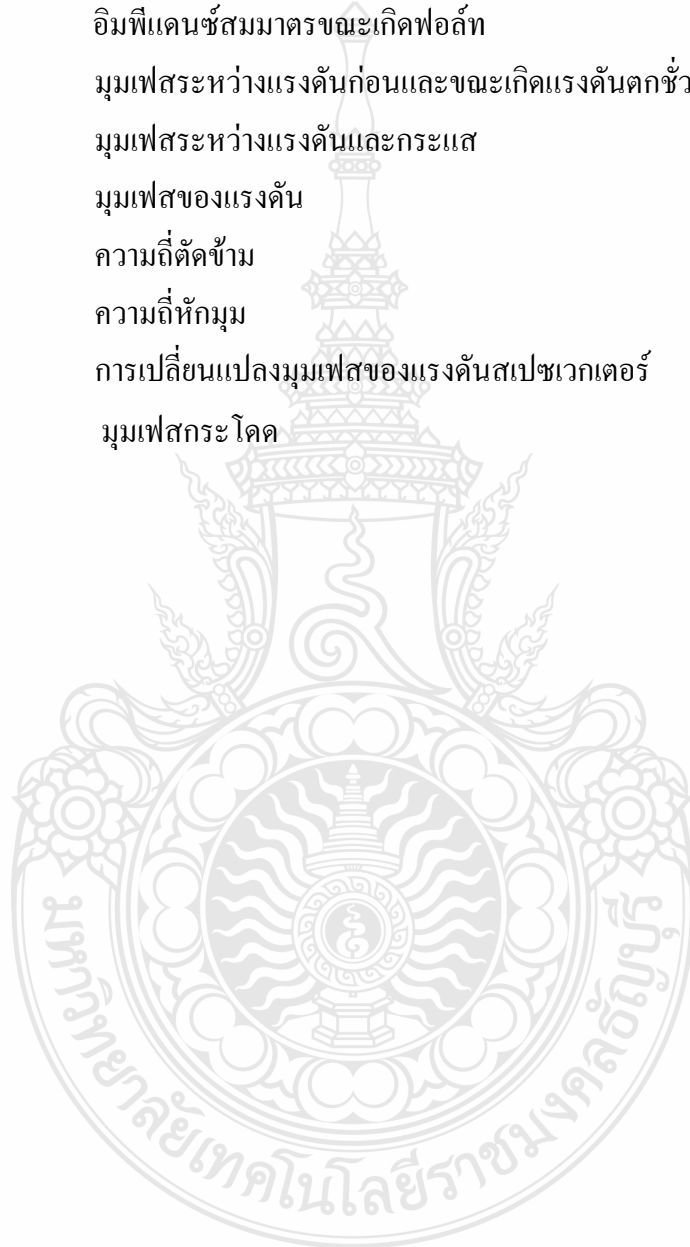 อิมพีแดนซ์สมมาตรขณะเกิดฟอล์ท
มุมเฟสระหว่างแรงดันก่อนและขณะเกิดแรงดันตกชั่ว
มุมเฟสระหว่างแรงดันและกระแส
มุมเฟสของแรงดัน
ความถี่ตัดข้าม
ความถี่หักมุม
การเปลี่ยนแปลงมุมเฟสของแรงดันสเปซเวกเตอร์
มุมเฟสกระโดด
มหาวิทยาลัยเทคโนโลยีราชมงคลธัญบุรี